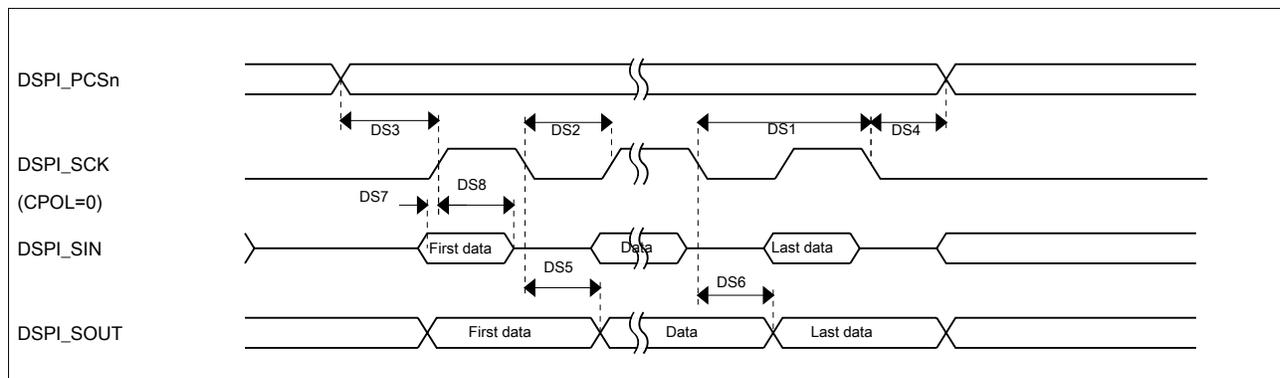 DSPI_PCSn
DS3
DS2
DS1
DS4
DSPI_SCK
(CPOL=0)
DS7
DS8
DSPI_SIN
First data
Data
Last data
DS5
DS6
DSPI_SOUT
First data
Data
Last data